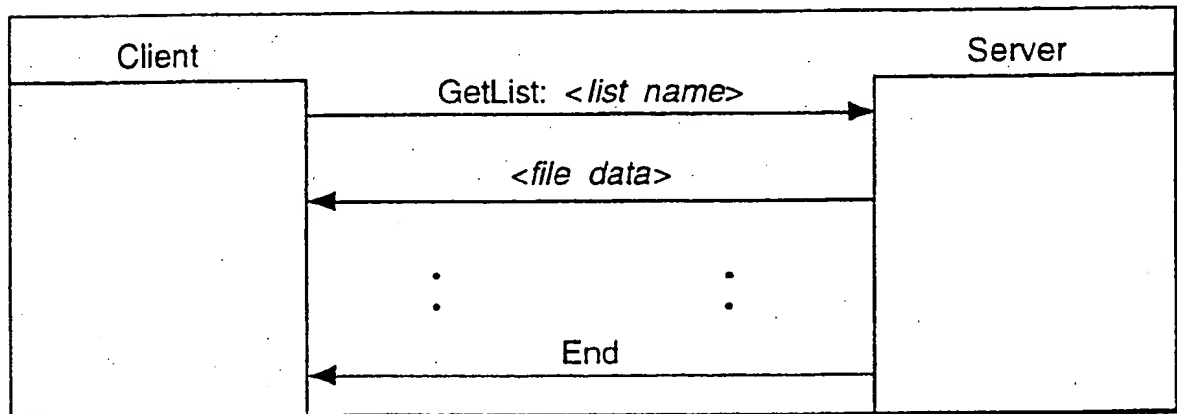 Client
Server
GetList: <list name>
<file data>
End